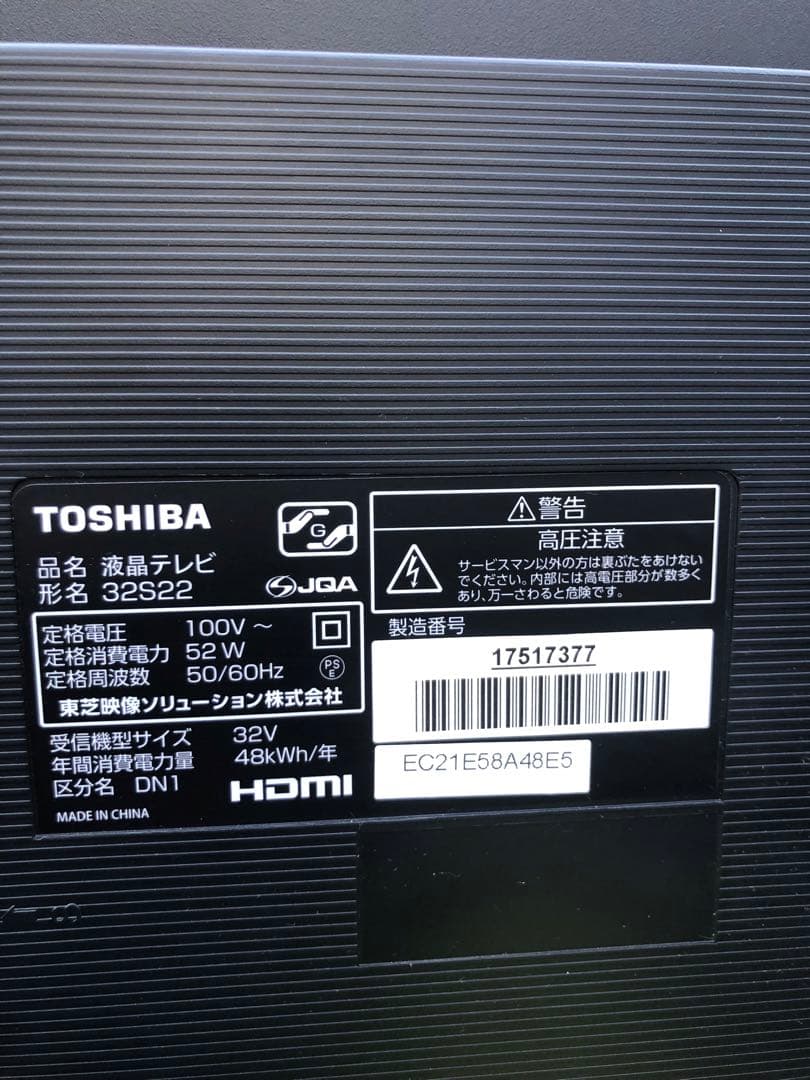 TOSHIBA
品名 液晶テレビ
形名 32S22
G
JQA
定格電圧 100V～
定格消費電力 52W
定格周波数 50/60Hz
PS
E
東芝映像ソリューション株式会社
受信機型サイズ 32V
年間消費電力量 48kWh/年
区分名 DN1
HDMI
MADE IN CHINA
警告
高圧注意
サービスマン以外の方は裏ぶたをあけない
でください。内部には高電圧部分が数多く
あり、万一さわると危険です。
製造番号
17517377
EC21E58A48E5